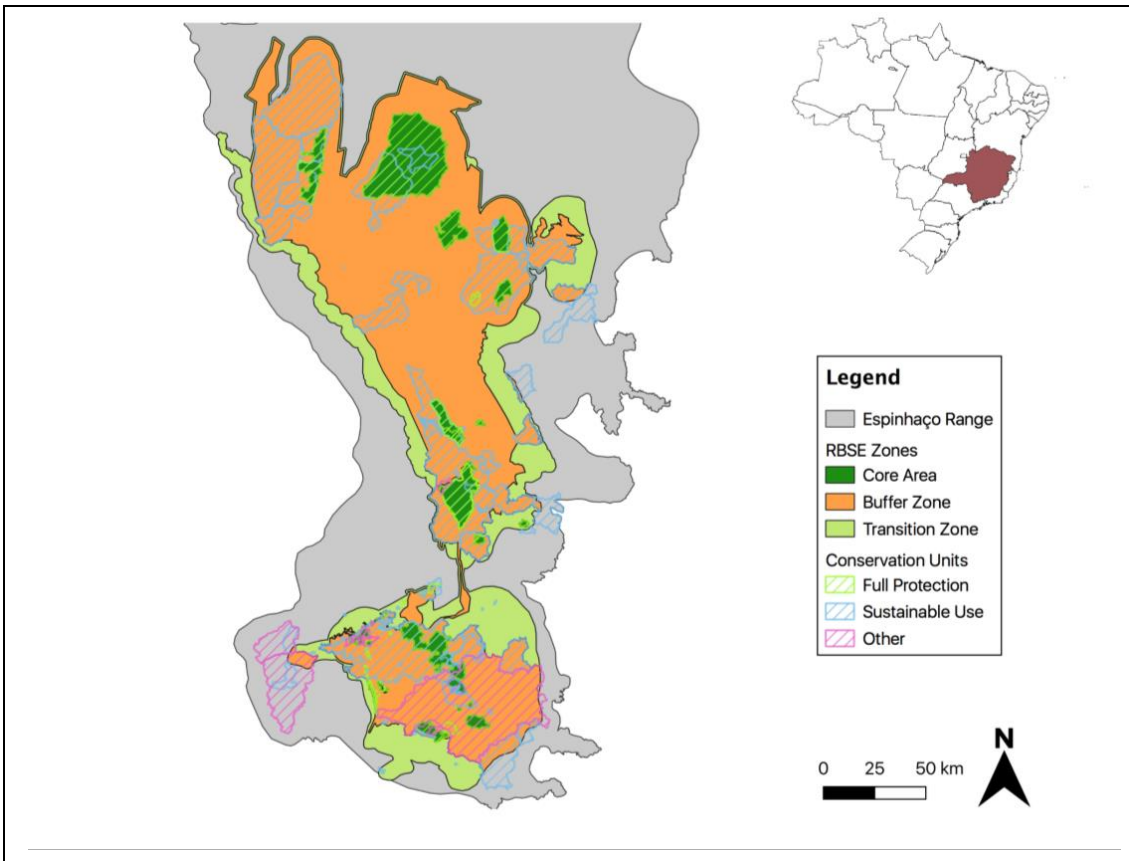 Legend
Espinhaço Range
RBSE Zones
Core Area
Buffer Zone
Transition Zone
Conservation Units
Full Protection
Sustainable Use
Other
N
0 25 50 km